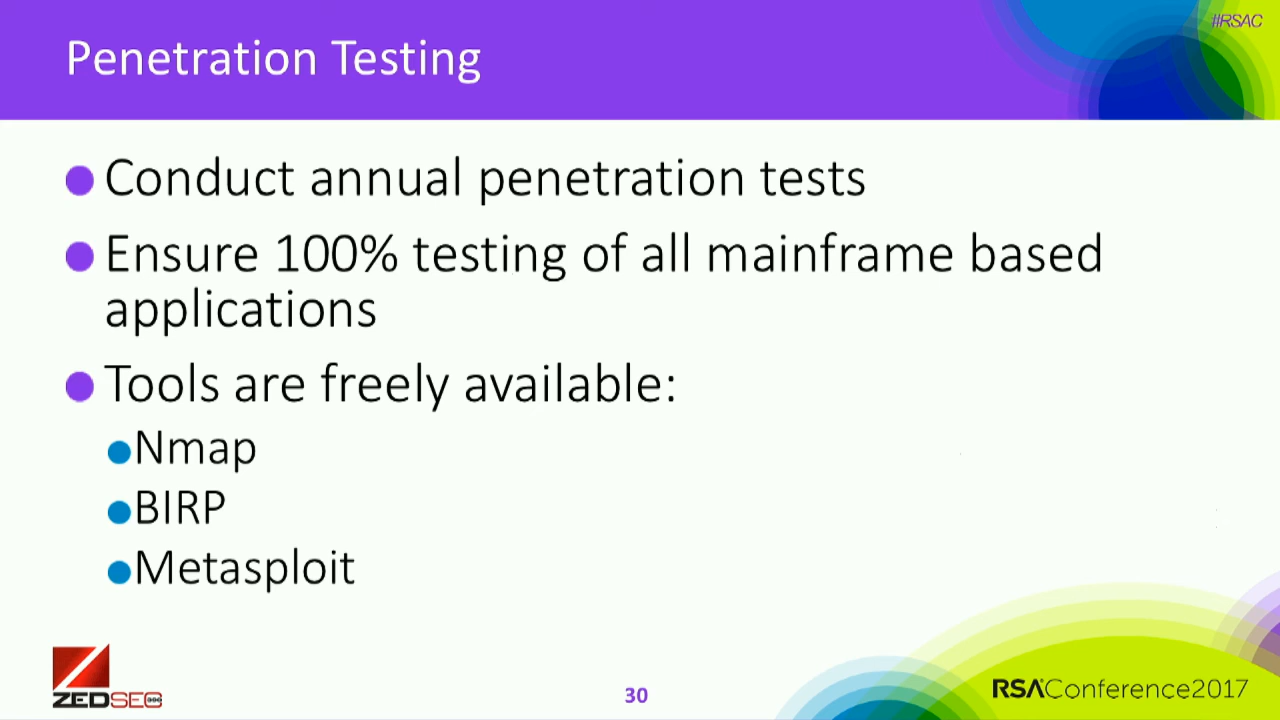 #RSAC
Penetration Testing
Conduct annual penetration tests
Ensure 100% testing of all mainframe based
applications
Tools are freely available:
Nmap
BIRP
Metasploit
ZEDSEC
30
RSAConference2017